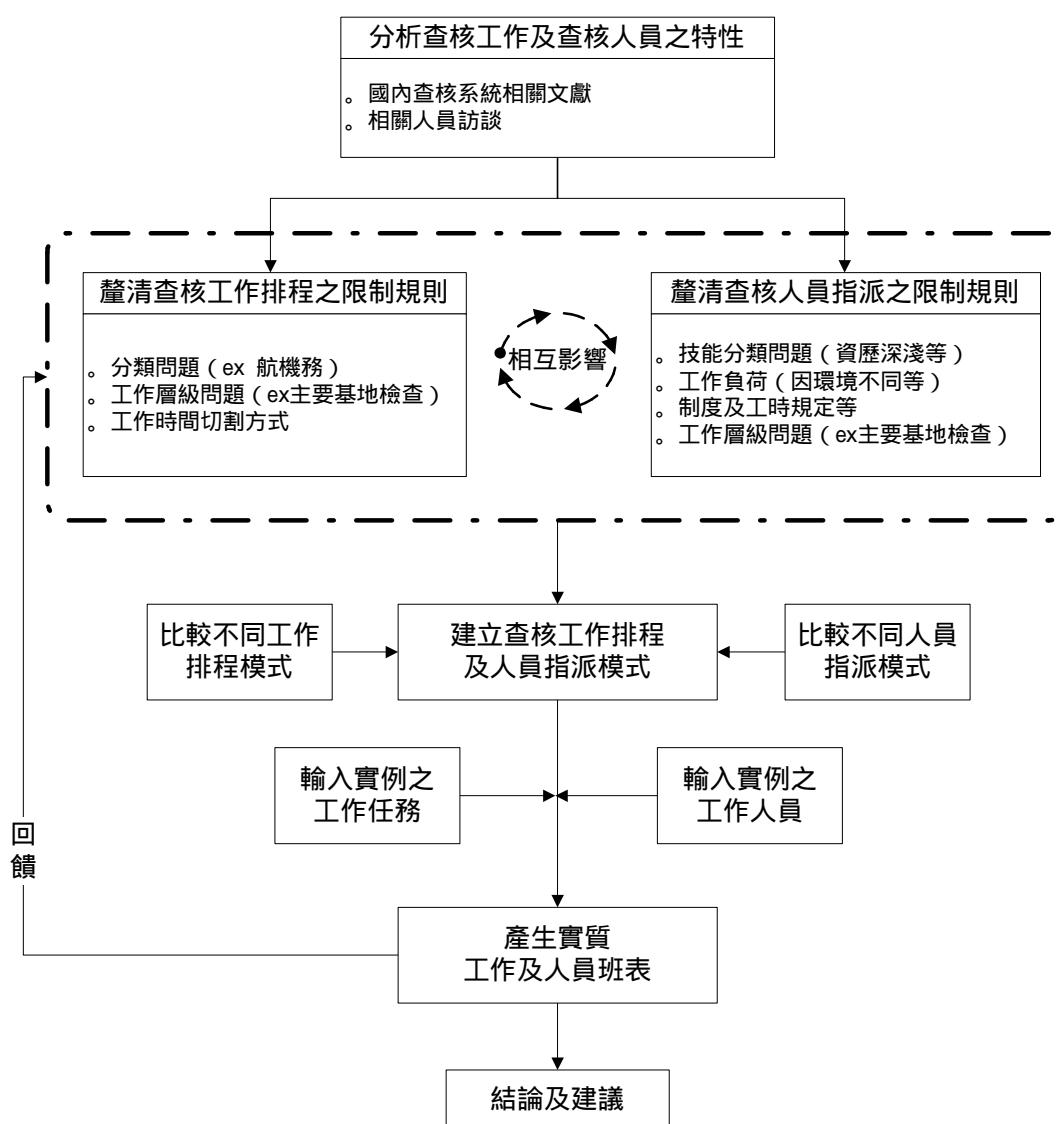 分析查核工作及查核人員之特性
。國內查核系統相關文獻
。相關人員訪談
釐清查核工作排程之限制規則
。分類問題（ex 航機務）
。工作層級問題（ex主要基地檢查）
。工作時間切割方式
相互影響
釐清查核人員指派之限制規則
。技能分類問題（資歷深淺等）
。工作負荷（因環境不同等）
。制度及工時規定等
。工作層級問題（ex主要基地檢查）
比較不同工作
排程模式
建立查核工作排程
及人員指派模式
比較不同人員
指派模式
輸入實例之
工作任務
輸入實例之
工作人員
回
饋
產生實質
工作及人員班表
結論及建議